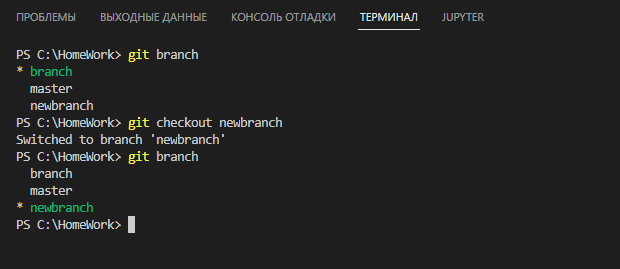 ПРОБЛЕМЫ ВЫХОДНЫЕ ДАННЫЕ КОНСОЛЬ ОТЛАДКИ ТЕРМИНАЛ JUPYTER
PS C:\HomeWork> git branch
* branch
  master
  newbranch
PS C:\HomeWork> git checkout newbranch
Switched to branch 'newbranch'
PS C:\HomeWork> git branch
  branch
  master
* newbranch
PS C:\HomeWork>